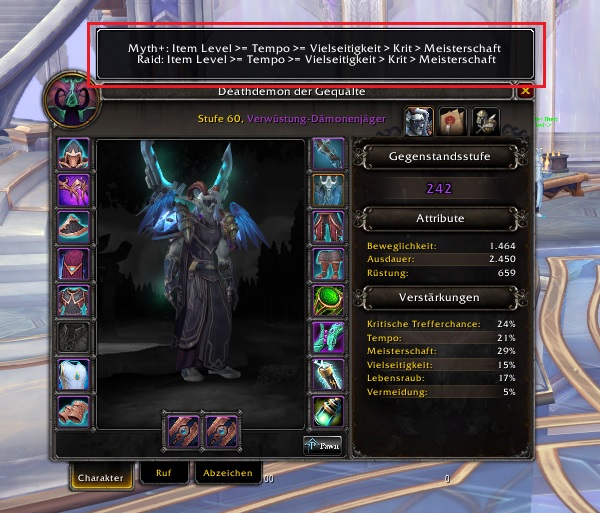 Myth+: Item Level >= Tempo >= Vielseitigkeit > Krit > Meisterschaft
Raid: Item Level >= Tempo >= Vielseitigkeit > Krit > Meisterschaft
Deathdemon der Gequälte
Stufe 60, Verwüstung-Dämonenjäger
Gegenstandsstufe
242
Attribute
Beweglichkeit: 1.464
Ausdauer: 2.450
Rüstung: 659
Verstärkungen
Kritische Trefferchance: 24%
Tempo: 21%
Meisterschaft: 29%
Vielseitigkeit: 15%
Lebensraub: 17%
Vermeidung: 5%
Pawn
Charakter
Ruf
Abzeichen
00
0